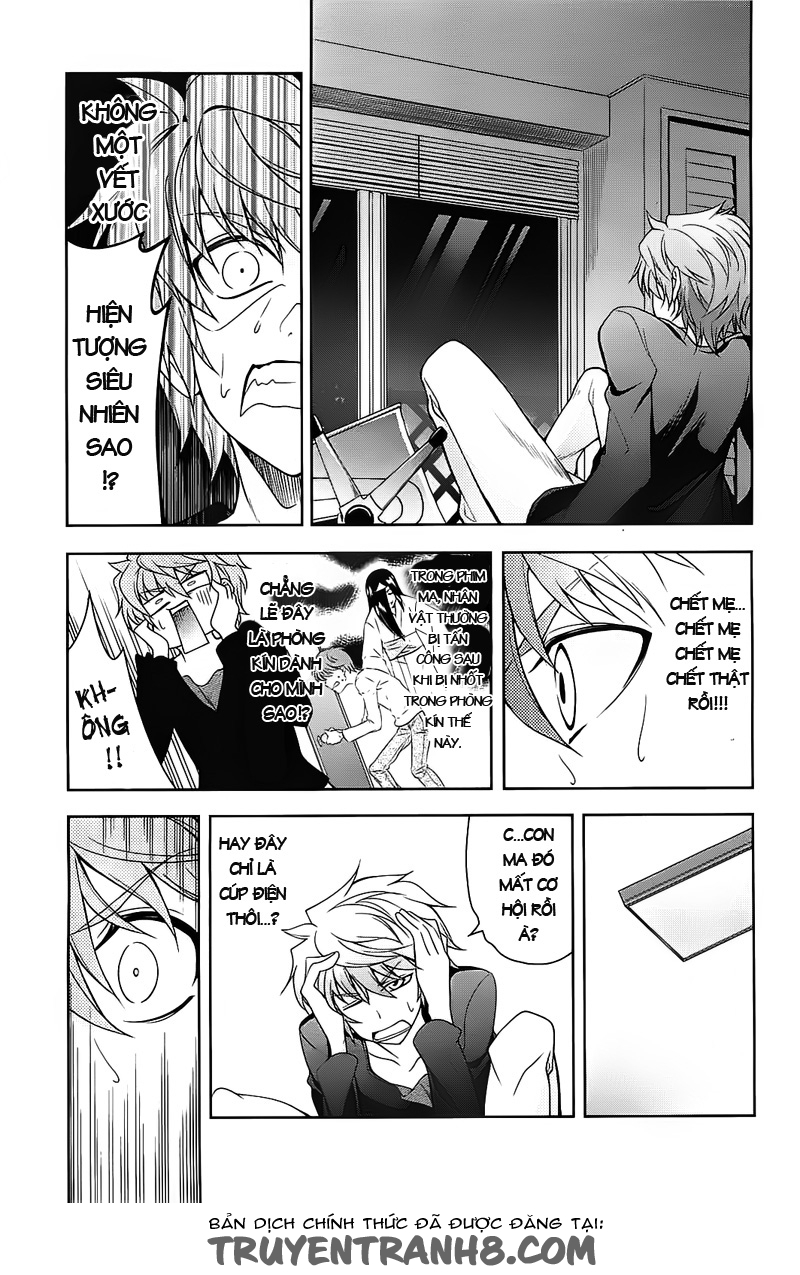 KHÔNG
MỘT
VẾT
XƯỚC
HIỆN
TƯỢNG
SIÊU
NHIÊN
SAO
!?
CHẾT MẸ...
CHẾT MẸ
CHẾT MẸ
CHẾT THẬT
RỒI!!!
TRONG PHIM
MA, NHÂN
VẬT THƯỜNG
BỊ TẤN
CÔNG SAU
KHI BỊ NHỐT
TRONG PHÒNG
KÍN THẾ
NÀY.
CHẲNG
LẼ ĐÂY
LÀ PHÒNG
KÍN DÀNH
CHO MÌNH
SAO!?
KH-
ÔNG
!!
C...CON
MA ĐÓ
MẤT CƠ
HỘI RỒI
À?
HAY ĐÂY
CHỈ LÀ
CÚP ĐIỆN
THÔI...?
BẢN DỊCH CHÍNH THỨC ĐÃ ĐƯỢC ĐĂNG TẠI:
TRUYENTRANH8.COM